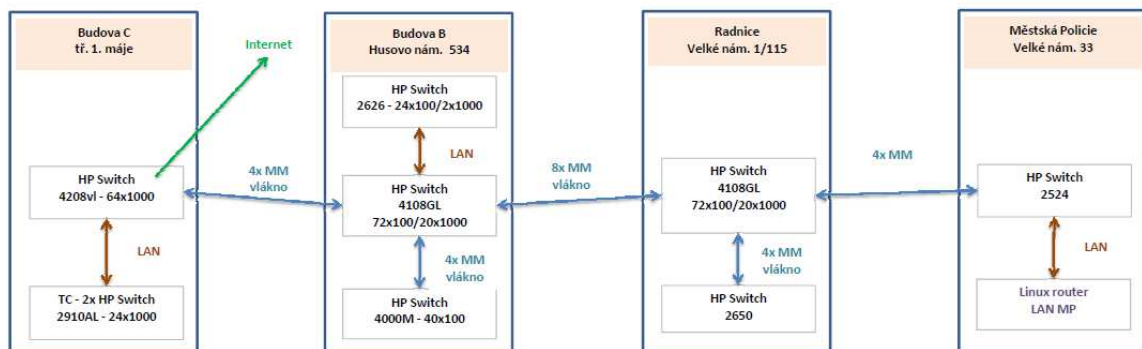 Budova C
tř. 1. máje
Internet
HP Switch
4208vl - 64x1000
LAN
TC - 2x HP Switch
2910AL - 24x1000
4x MM
vlákno
Budova B
Husovo nám. 534
HP Switch
2626 - 24x100/2x1000
LAN
HP Switch
4108GL
72x100/20x1000
4x MM
vlákno
HP Switch
4000M - 40x100
8x MM
vlákno
Radnice
Velké nám. 1/115
HP Switch
4108GL
72x100/20x1000
4x MM
vlákno
HP Switch
2650
4x MM
Městská Policie
Velké nám. 33
HP Switch
2524
LAN
Linux router
LAN MP